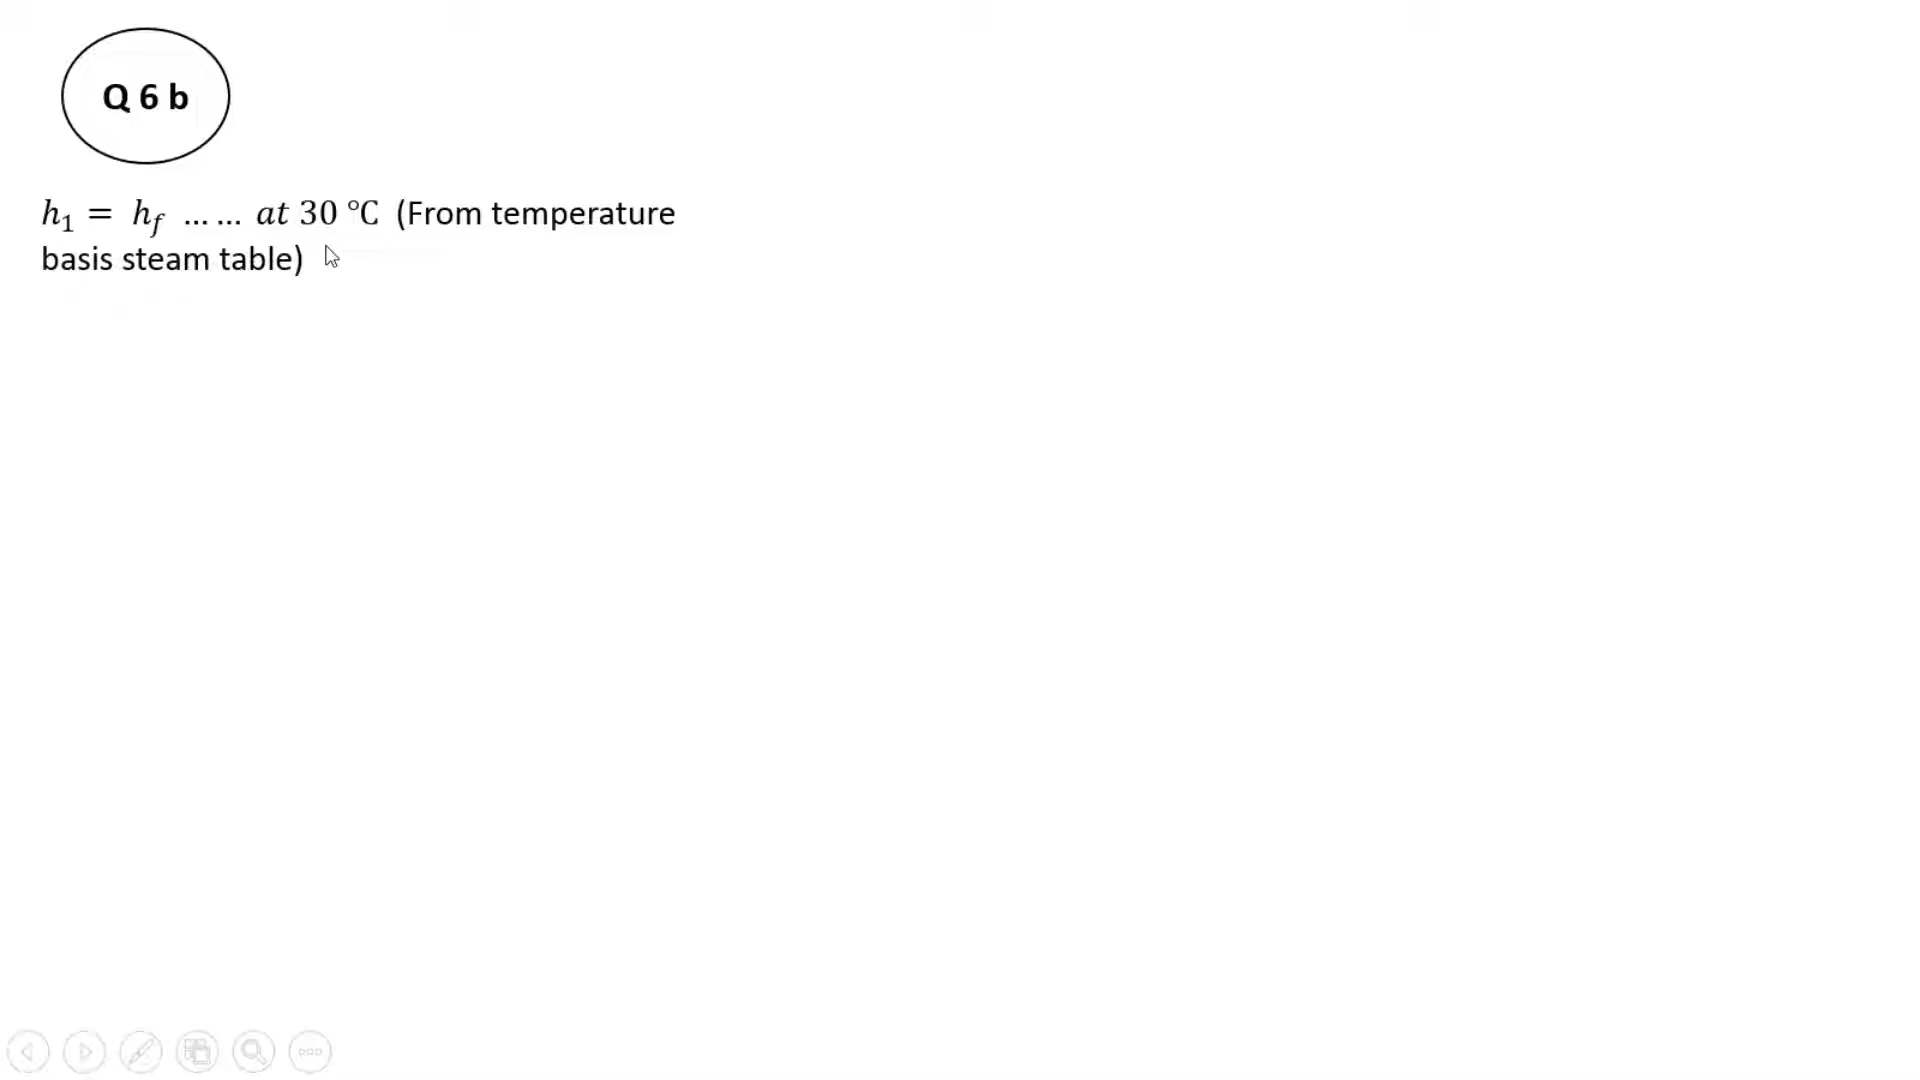 Q 6 b
h₁ = h_f …… at 30 °C (From temperature
basis steam table)